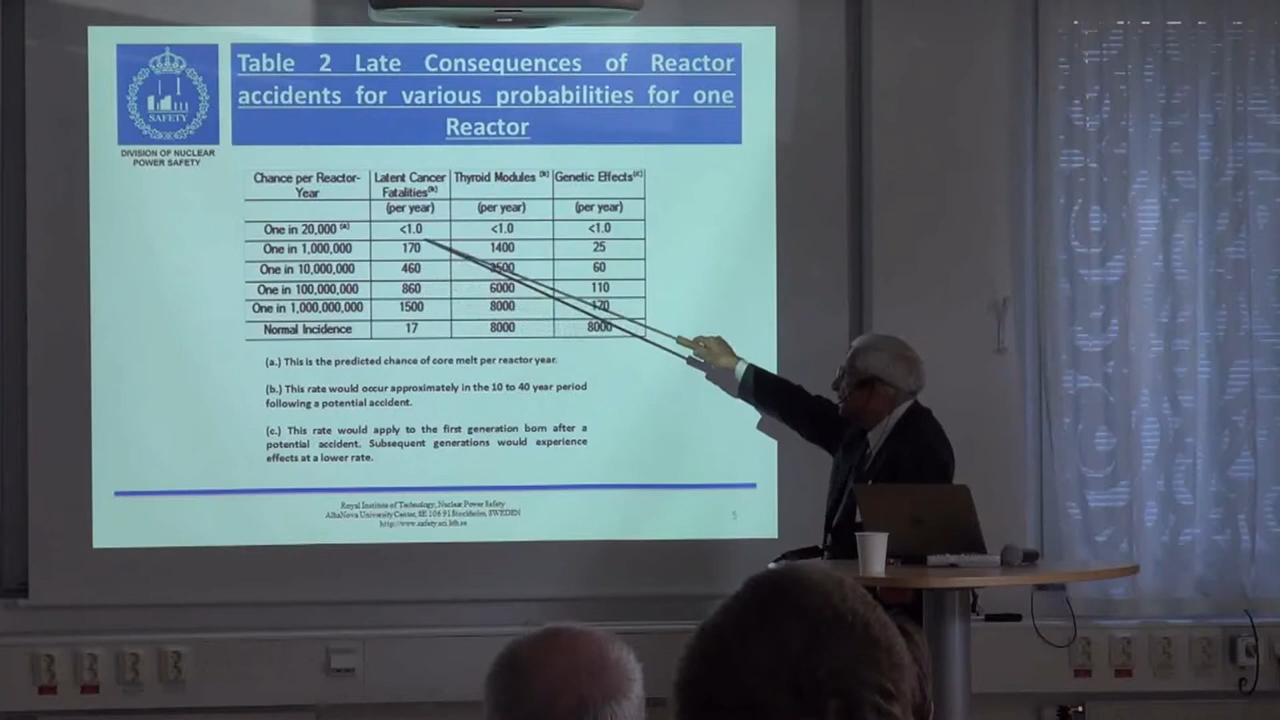 Table 2 Late Consequences of Reactor
accidents for various probabilities for one
Reactor
SAFETY
DIVISION OF NUCLEAR
POWER SAFETY
Chance per Reactor-Year Latent Cancer Fatalities(b) Thyroid Modules (b) Genetic Effects(c)
(per year) (per year) (per year)
One in 20,000 (a) <1.0 <1.0 <1.0
One in 1,000,000 170 1400 25
One in 10,000,000 460 3500 60
One in 100,000,000 860 6000 110
One in 1,000,000,000 1500 8000 170
Normal Incidence 17 8000 8000
(a.) This is the predicted chance of core melt per reactor year.
(b.) This rate would occur approximately in the 10 to 40 year period
following a potential accident.
(c.) This rate would apply to the first generation born after a
potential accident. Subsequent generations would experience
effects at a lower rate.
Royal Institute of Technology, Nuclear Power Safety
AlbaNova University Center, SE 106 91 Stockholm, SWEDEN
http://www.safety.sci.kth.se
5